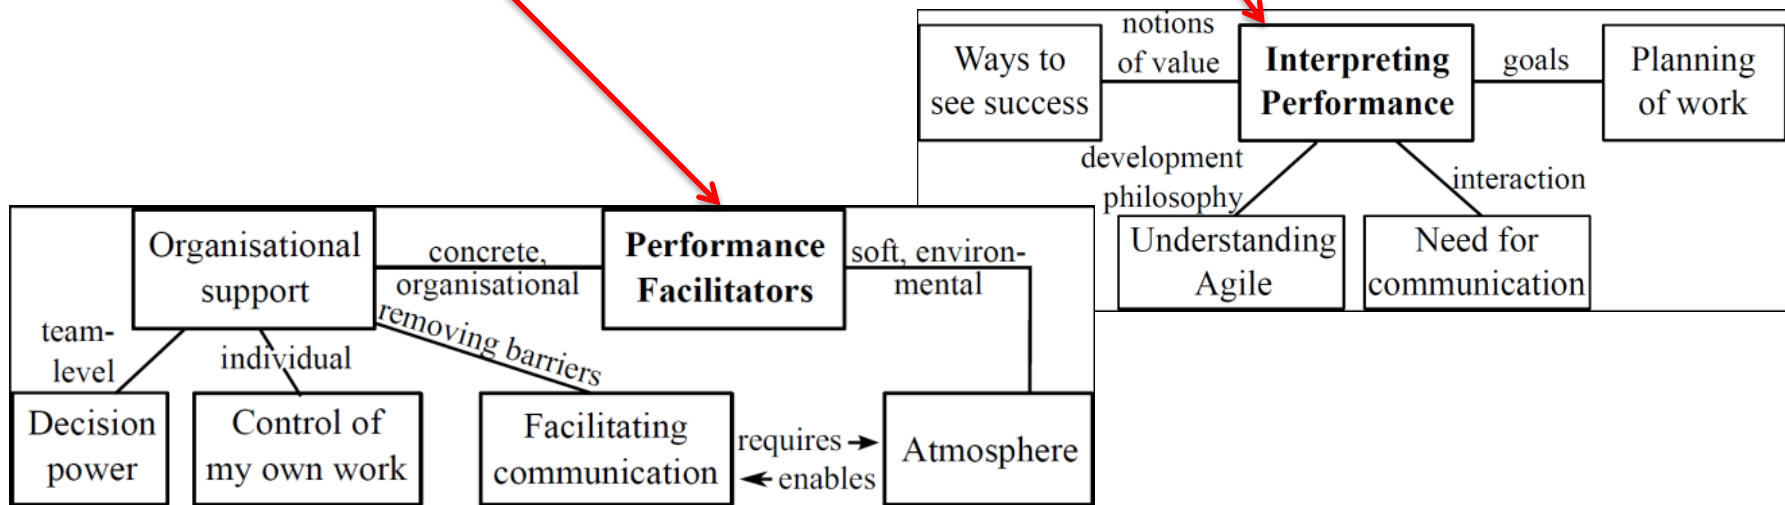 notions
of value
Ways to
see success
Interpreting
Performance
goals
Planning
of work
development
philosophy
interaction
Understanding
Agile
Need for
communication
Organisational
support
concrete,
organisational
Performance
Facilitators
soft, environ-
mental
team-
level
individual
removing barriers
Decision
power
Control of
my own work
Facilitating
communication
requires
enables
Atmosphere